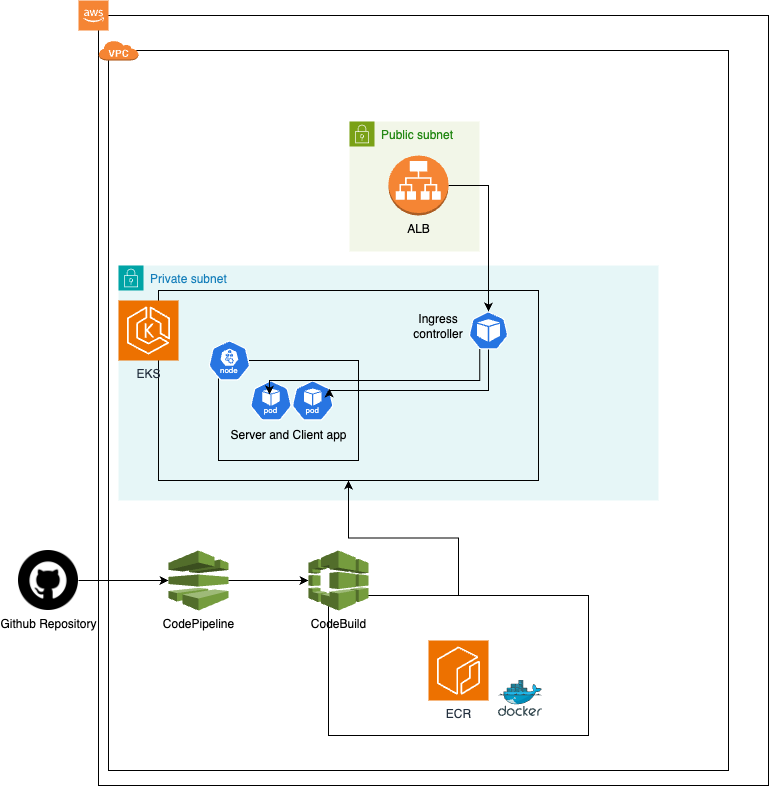 aws
VPC
Public subnet
ALB
Private subnet
Ingress
controller
EKS
node
pod
pod
Server and Client app
Github Repository
CodePipeline
CodeBuild
ECR
docker